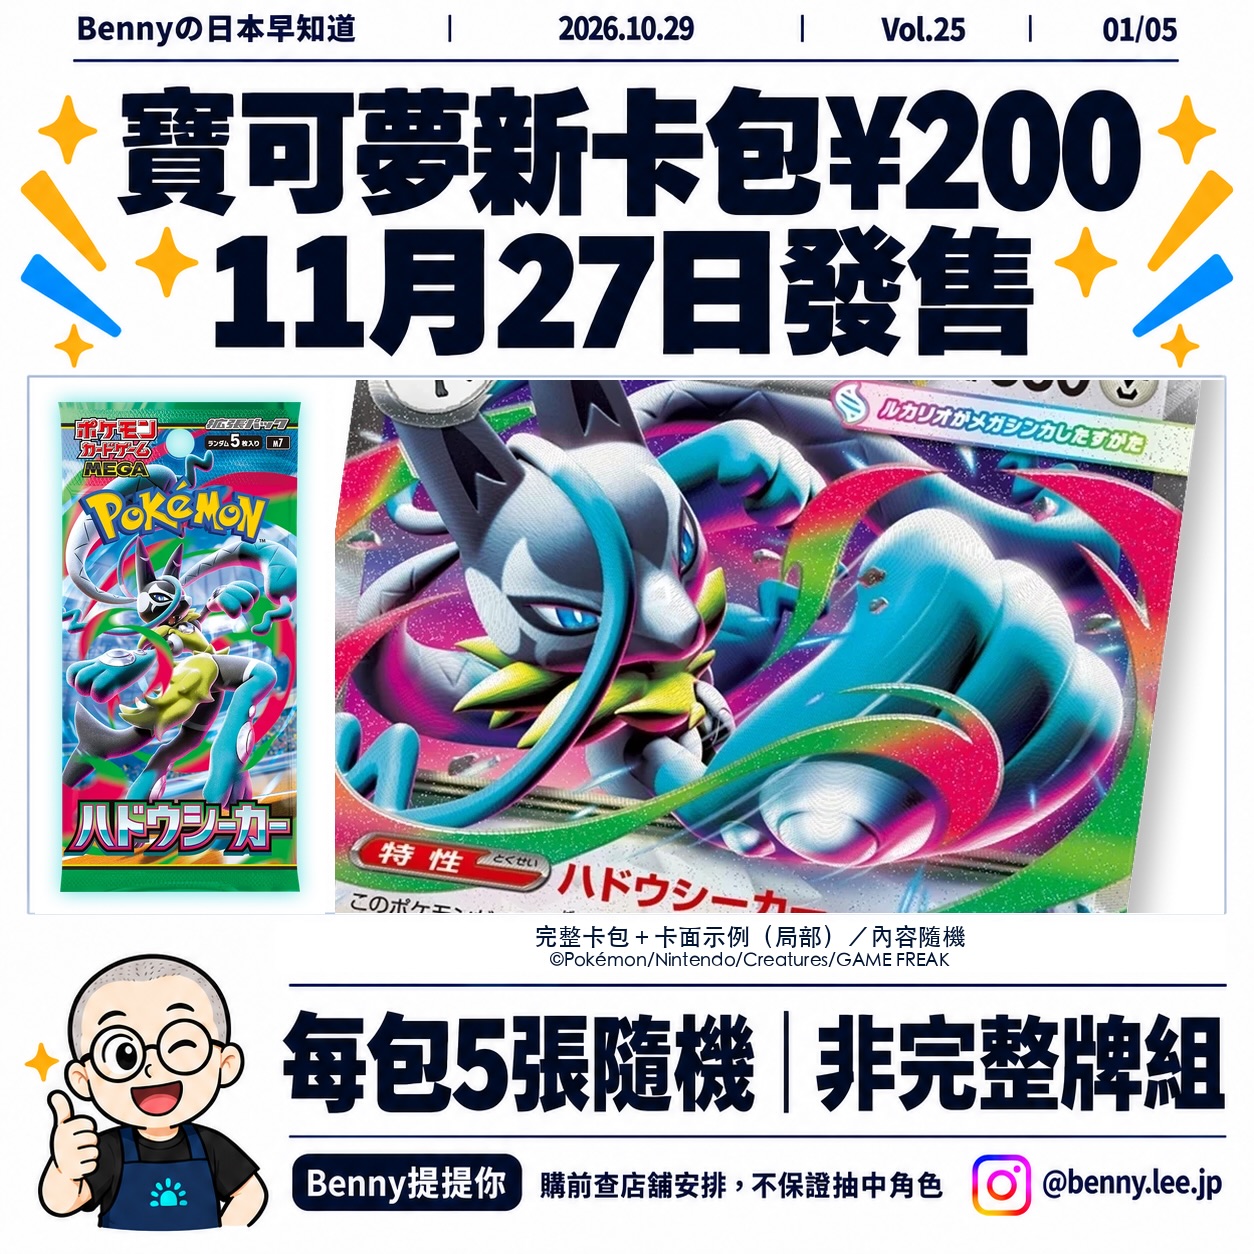 Bennyの日本早知道 | 2026.10.29 | Vol.25 | 01/05
寶可夢新卡包¥200
11月27日發售
ポケモン
カードゲーム
MEGA
拡張パック
ランダム5枚入り M7
POKéMON
ハドウシーカー
ルカリオがメガシンカしたすがた
特性 とくせい ハドウシーカー
このポケモンが
完整卡包+卡面示例(局部)/內容隨機
©Pokémon/Nintendo/Creatures/GAME FREAK
每包5張隨機|非完整牌組
Benny提提你 購前查店舖安排,不保證抽中角色 @benny.lee.jp